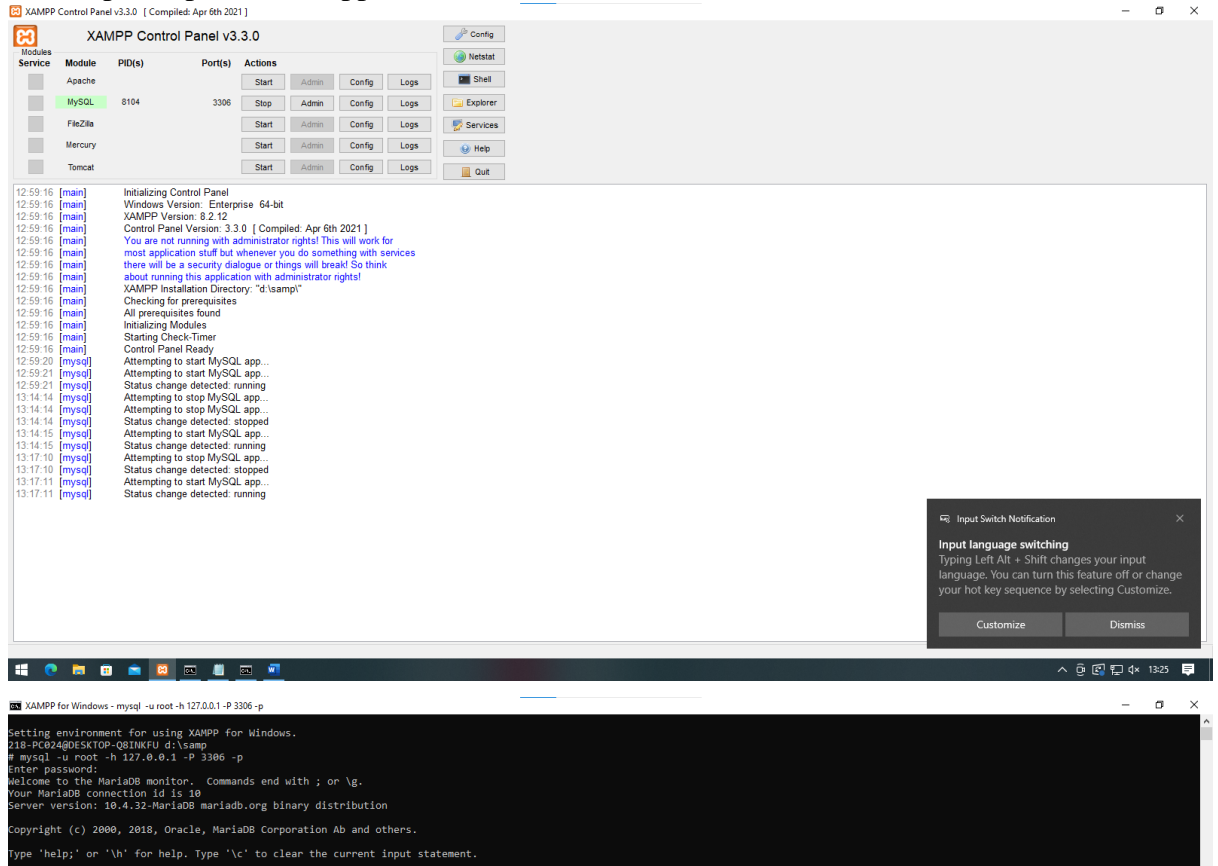 XAMPP Control Panel v3.3.0 [ Compiled: Apr 6th 2021 ]
XAMPP Control Panel v3.3.0
Config
Modules
Service Module PID(s) Port(s) Actions
Netstat
Apache Start Admin Config Logs
Shell
MySQL 8104 3306 Stop Admin Config Logs
Explorer
FileZilla Start Admin Config Logs
Services
Mercury Start Admin Config Logs
Help
Tomcat Start Admin Config Logs
Quit
12:59:16 [main] Initializing Control Panel
12:59:16 [main] Windows Version: Enterprise 64-bit
12:59:16 [main] XAMPP Version: 8.2.12
12:59:16 [main] Control Panel Version: 3.3.0 [ Compiled: Apr 6th 2021 ]
12:59:16 [main] You are not running with administrator rights! This will work for
12:59:16 [main] most application stuff but whenever you do something with services
12:59:16 [main] there will be a security dialogue or things will break! So think
12:59:16 [main] about running this application with administrator rights!
12:59:16 [main] XAMPP Installation Directory: "d:\samp\"
12:59:16 [main] Checking for prerequisites
12:59:16 [main] All prerequisites found
12:59:16 [main] Initializing Modules
12:59:16 [main] Starting Check-Timer
12:59:16 [main] Control Panel Ready
12:59:20 [mysql] Attempting to start MySQL app...
12:59:21 [mysql] Attempting to start MySQL app...
12:59:21 [mysql] Status change detected: running
13:14:14 [mysql] Attempting to stop MySQL app...
13:14:14 [mysql] Attempting to stop MySQL app...
13:14:14 [mysql] Status change detected: stopped
13:14:15 [mysql] Attempting to start MySQL app...
13:14:15 [mysql] Status change detected: running
13:17:10 [mysql] Attempting to stop MySQL app...
13:17:10 [mysql] Status change detected: stopped
13:17:11 [mysql] Attempting to start MySQL app...
13:17:11 [mysql] Status change detected: running
Input Switch Notification
Input language switching
Typing Left Alt + Shift changes your input
language. You can turn this feature off or change
your hot key sequence by selecting Customize.
Customize Dismiss
13:25
XAMPP for Windows - mysql -u root -h 127.0.0.1 -P 3306 -p
Setting environment for using XAMPP for Windows.
218-PC024@DESKTOP-Q8INKFU d:\samp
# mysql -u root -h 127.0.0.1 -P 3306 -p
Enter password:
Welcome to the MariaDB monitor. Commands end with ; or \g.
Your MariaDB connection id is 10
Server version: 10.4.32-MariaDB mariadb.org binary distribution
Copyright (c) 2000, 2018, Oracle, MariaDB Corporation Ab and others.
Type 'help;' or '\h' for help. Type '\c' to clear the current input statement.